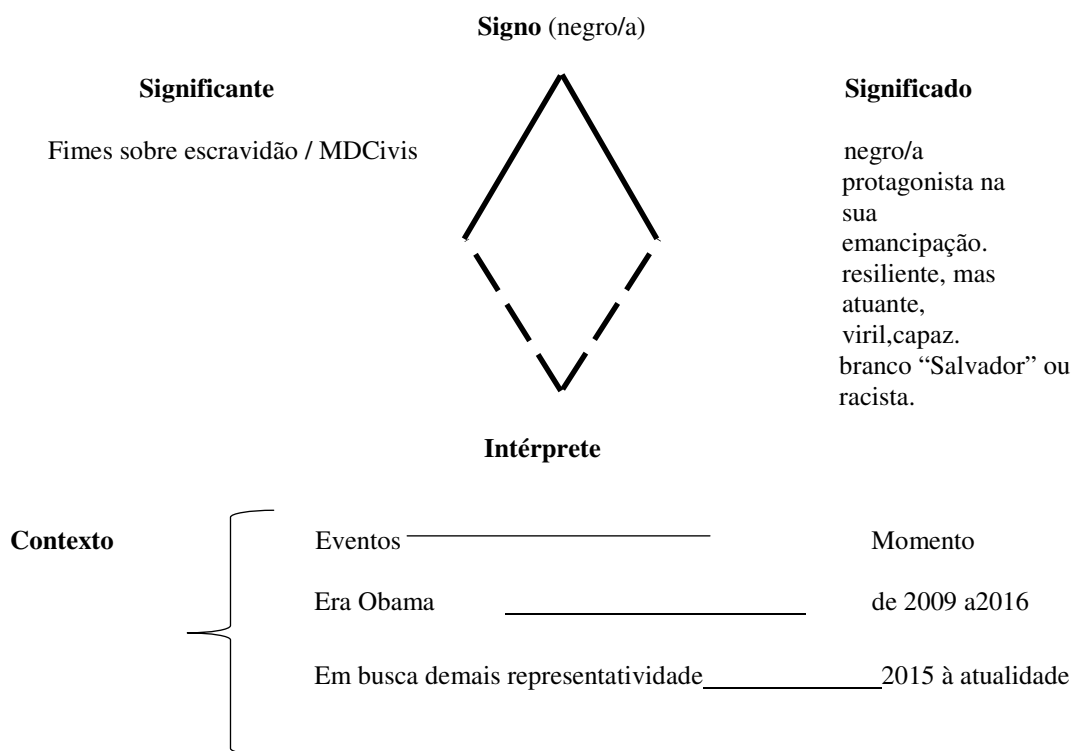 Signo (negro/a)
Significante
Significado
Fimes sobre escravidão / MDCivis
negro/a
protagonista na
sua
emancipação.
resiliente, mas
atuante,
viril,capaz.
branco “Salvador” ou
racista.
Intérprete
Contexto
Eventos Momento
Era Obama de 2009 a2016
Em busca demais representatividade 2015 à atualidade